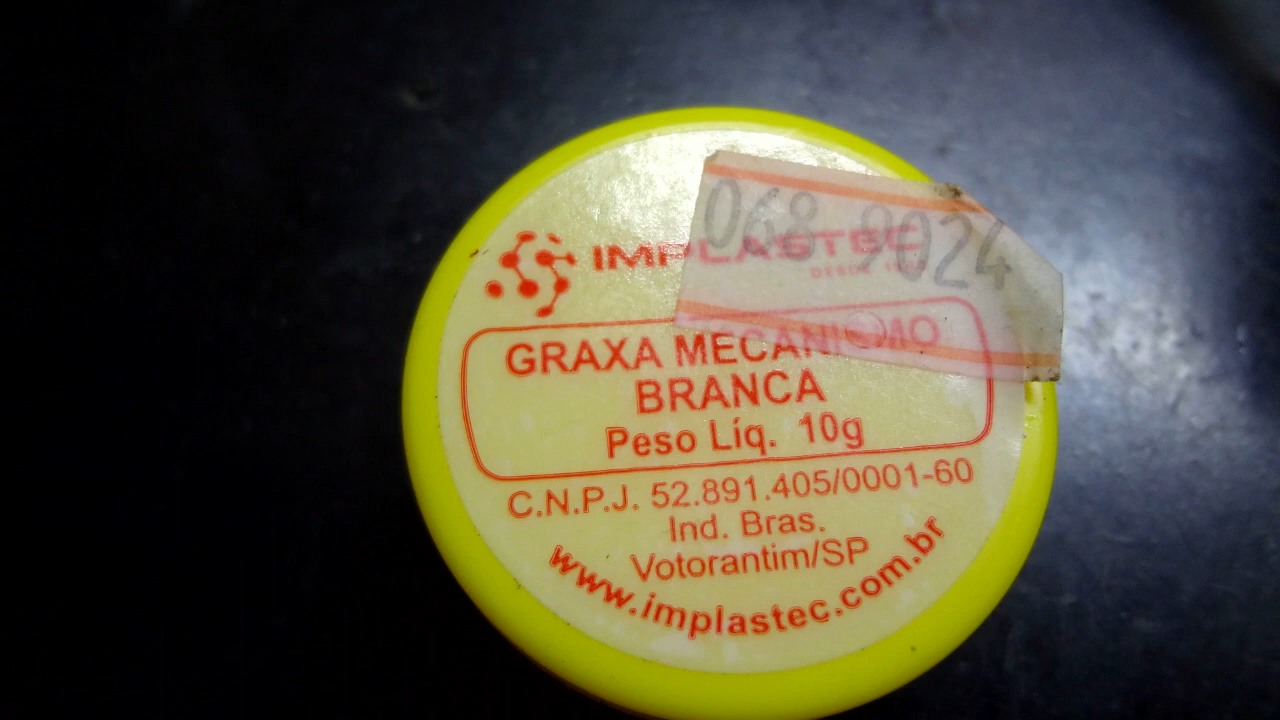 068 9024
IMPLASTEC
DESDE
GRAXA MECANISMO
BRANCA
Peso Líq. 10g
C.N.P.J. 52.891.405/0001-60
Ind. Bras.
Votorantim/SP
www.implastec.com.br